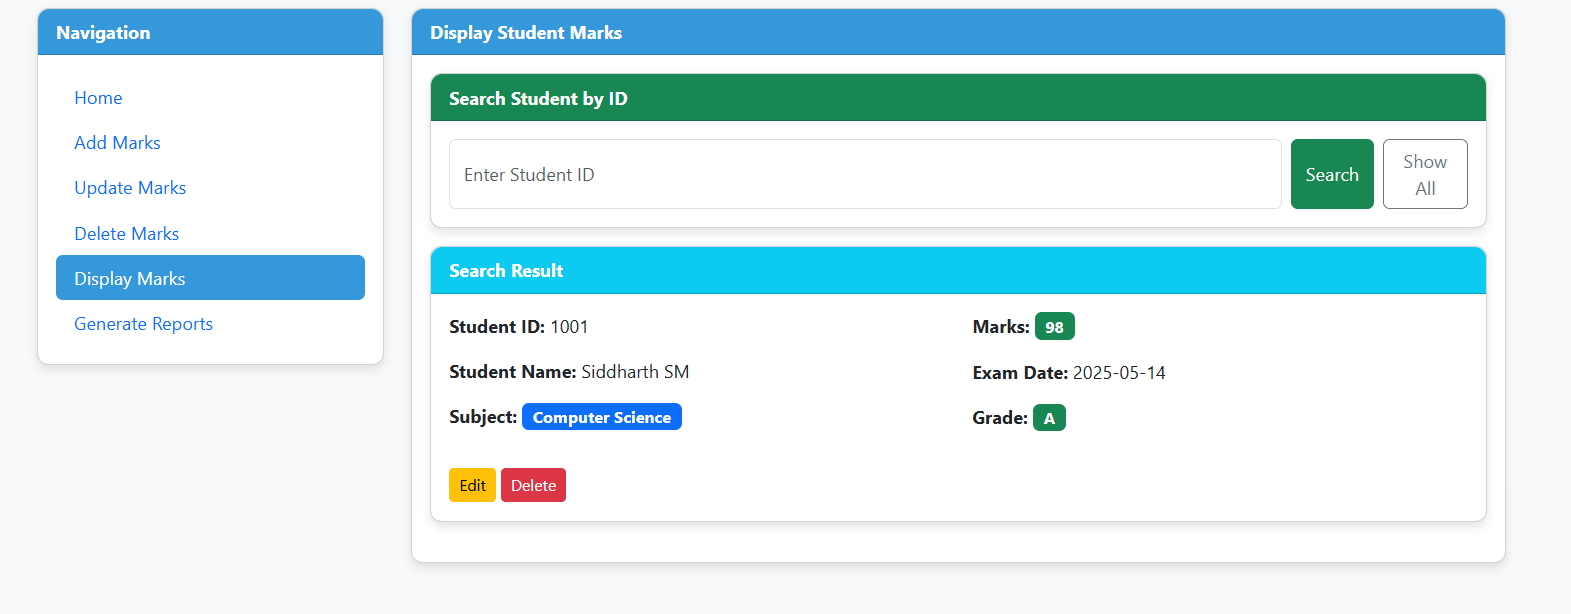 Navigation
Home
Add Marks
Update Marks
Delete Marks
Display Marks
Generate Reports
Display Student Marks
Search Student by ID
Enter Student ID
Search
Show
All
Search Result
Student ID: 1001
Student Name: Siddharth SM
Subject: Computer Science
Marks: 98
Exam Date: 2025-05-14
Grade: A
Edit
Delete